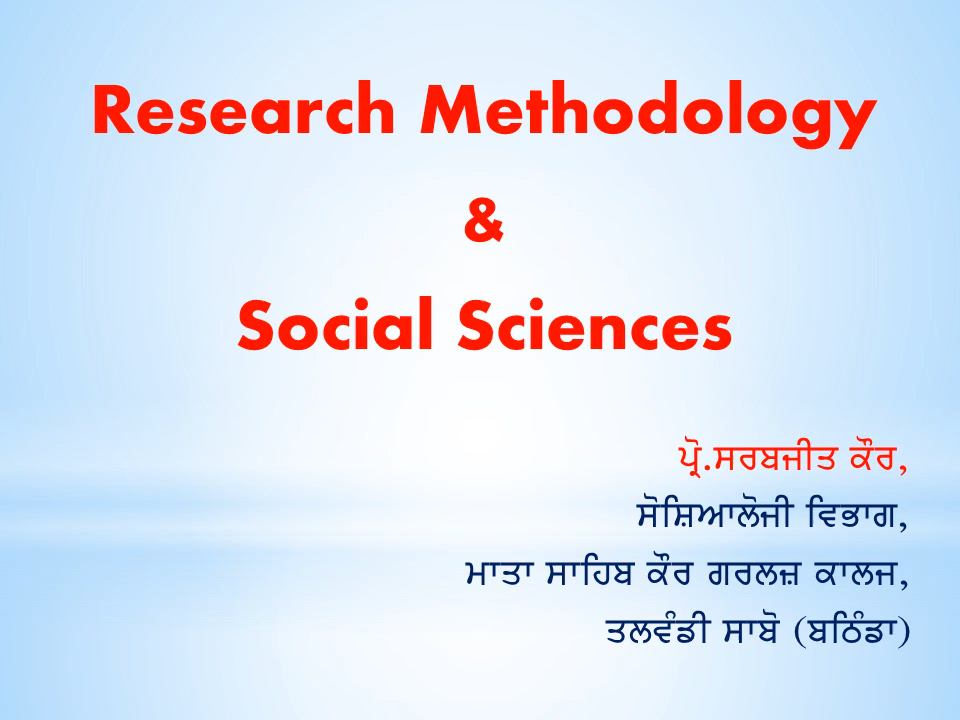 Research Methodology
&
Social Sciences
ਪ੍ਰੋ.ਸਰਬਜੀਤ ਕੌਰ,
ਸੋਸ਼ਿਆਲੋਜੀ ਵਿਭਾਗ,
ਮਾਤਾ ਸਾਹਿਬ ਕੌਰ ਗਰਲਜ਼ ਕਾਲਜ,
ਤਲਵੰਡੀ ਸਾਬੋ (ਬਠਿੰਡਾ)